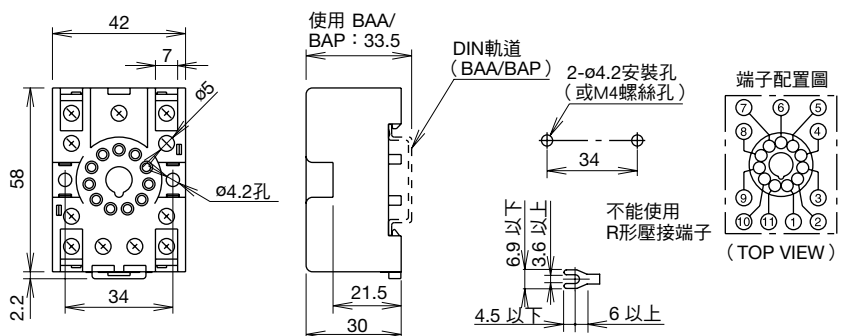 42
7
ø5
58
ø4.2孔
34
2.2
使用 BAA/
BAP：33.5
DIN軌道
（BAA/BAP）
21.5
30
2-ø4.2安裝孔
（或M4螺絲孔）
34
不能使用
R形壓接端子
6.9 以下
3.6 以上
4.5 以下
6 以上
端子配置圖
⑦ ⑥ ⑤
⑧ ④
⑨ ③
⑩ ⑪ ① ②
（TOP VIEW）